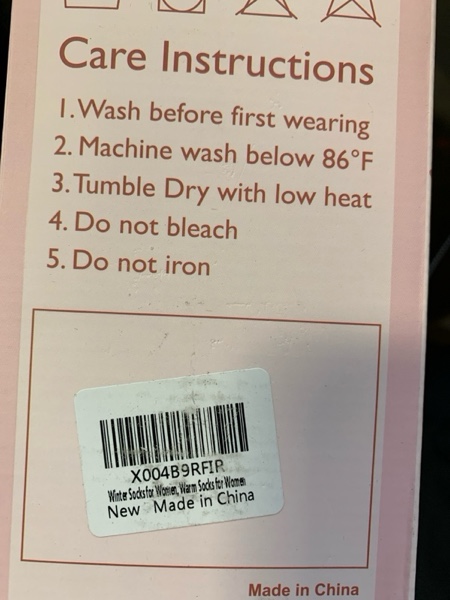 Care Instructions
1. Wash before first wearing
2. Machine wash below 86°F
3. Tumble Dry with low heat
4. Do not bleach
5. Do not iron
X004B9RFIR
Winter Socks for Women, Warm Socks for Women
New Made in China
Made in China